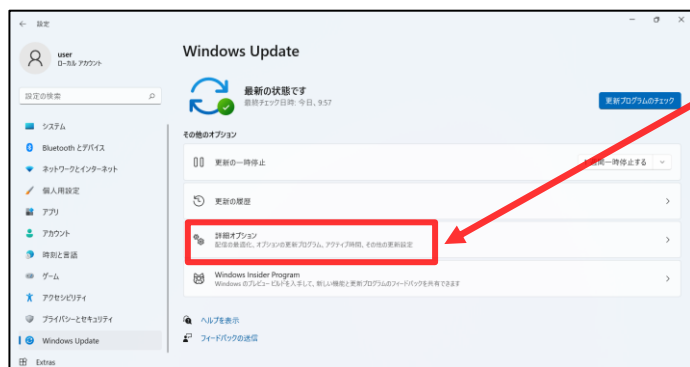 設定
user
ローカル アカウント
設定の検索
システム
Bluetooth とデバイス
ネットワークとインターネット
個人用設定
アプリ
アカウント
時刻と言語
ゲーム
アクセシビリティ
プライバシーとセキュリティ
Windows Update
Extras
Windows Update
最新の状態です
最終チェック日時: 今日、9:57
更新プログラムのチェック
その他のオプション
更新の一時停止
週間一時停止する
更新の履歴
詳細オプション
配信の最適化、オプションの更新プログラム、アクティブ時間、その他の更新設定
Windows Insider Program
Windows のプレビュー ビルドを入手して、新しい機能と更新プログラムのフィードバックを共有できます
ヘルプを表示
フィードバックの送信